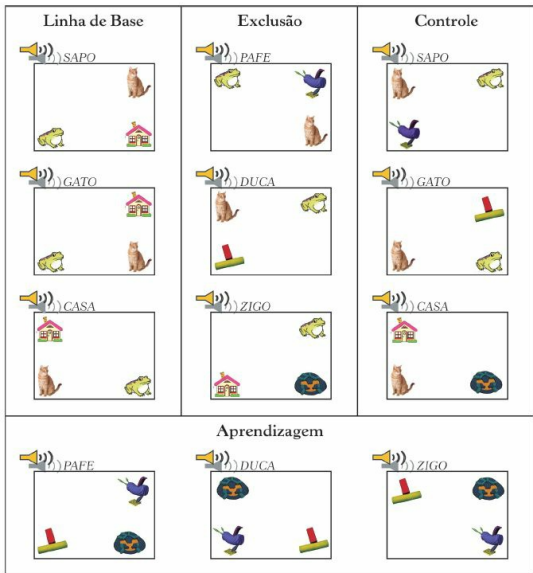 Linha de Base
Exclusão
Controle
SAPO
PAFE
SAPO
GATO
DUCA
GATO
CASA
ZIGO
CASA
Aprendizagem
PAFE
DUCA
ZIGO